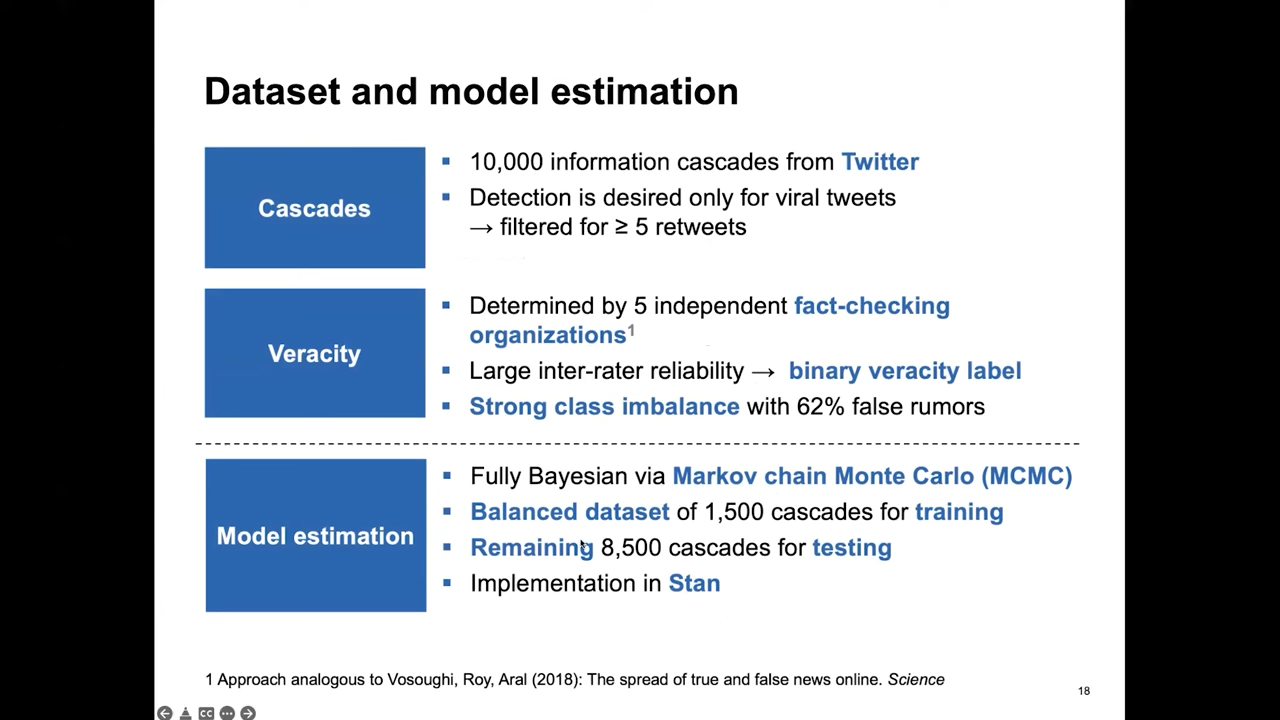 Dataset and model estimation
Cascades
▪ 10,000 information cascades from Twitter
▪ Detection is desired only for viral tweets
→ filtered for ≥ 5 retweets
Veracity
▪ Determined by 5 independent fact-checking
organizations¹
▪ Large inter-rater reliability → binary veracity label
▪ Strong class imbalance with 62% false rumors
Model estimation
▪ Fully Bayesian via Markov chain Monte Carlo (MCMC)
▪ Balanced dataset of 1,500 cascades for training
▪ Remaining 8,500 cascades for testing
▪ Implementation in Stan
1 Approach analogous to Vosoughi, Roy, Aral (2018): The spread of true and false news online. Science
18
CC